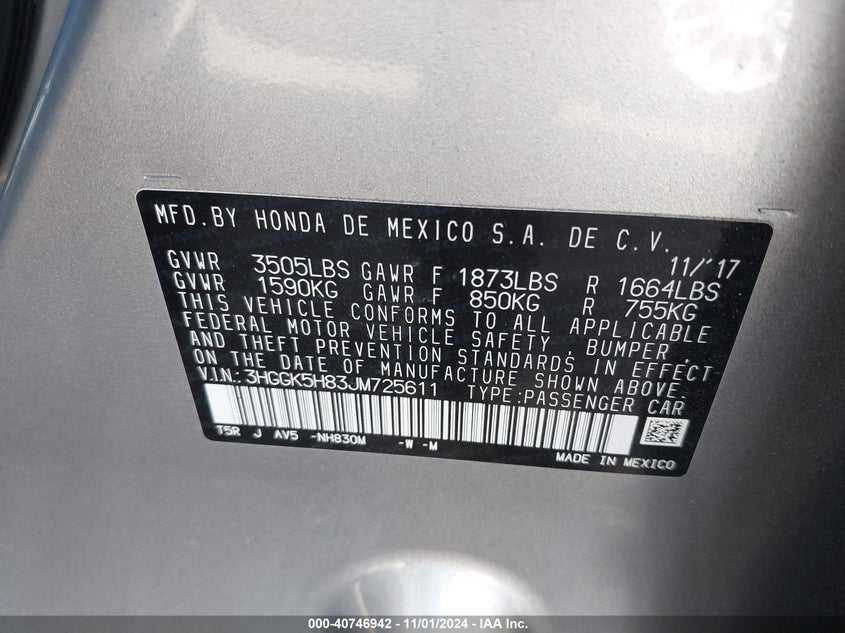 MFD.BY HONDA DE MEXICO S.A. DE C.V.
11/'17
GVWR 3505LBS GAWR F 1873LBS R 1664LBS
GVWR 1590KG GAWR F 850KG R 755KG
THIS VEHICLE CONFORMS TO ALL APPLICABLE
FEDERAL MOTOR VEHICLE SAFETY, BUMPER,
AND THEFT PREVENTION STANDARDS IN EFFECT
ON THE DATE OF MANUFACTURE SHOWN ABOVE.
V.I.N.:3HGGK5H83JM725611 TYPE:PASSENGER CAR
T5R J AV5 -NH830M -W -M
MADE IN MEXICO
000-40746942 - 11/01/2024 - IAA Inc.